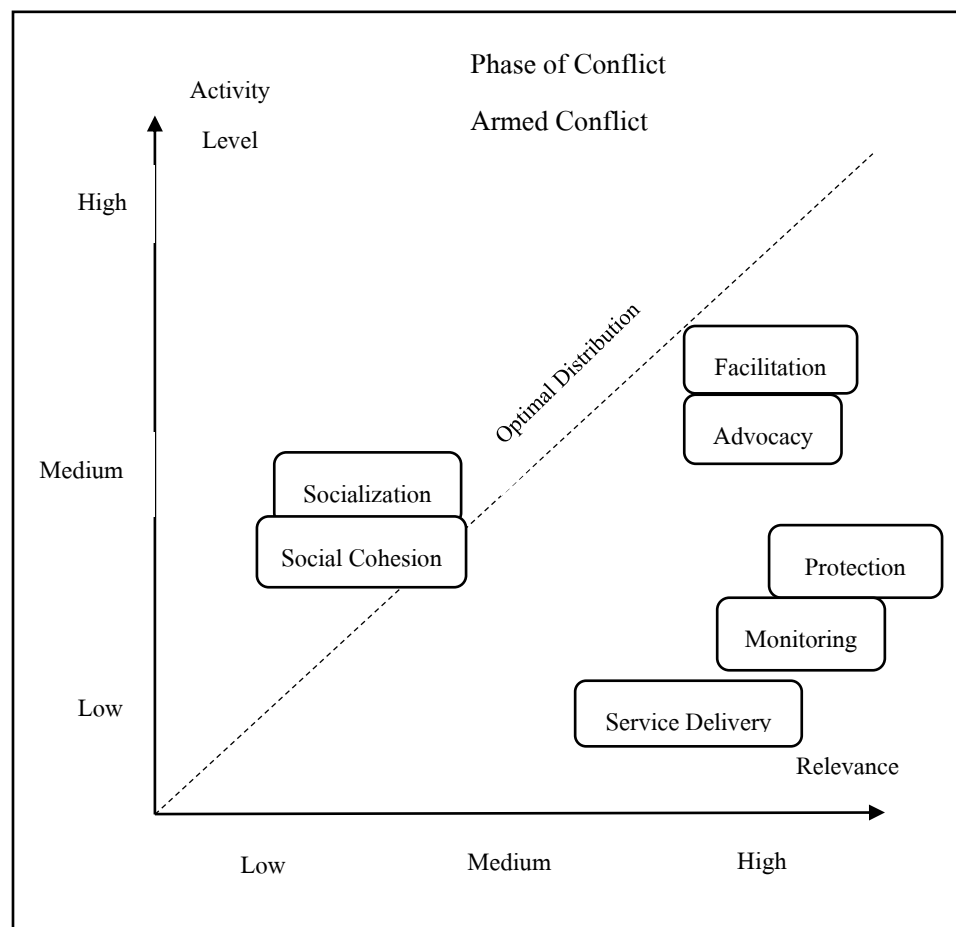 Phase of Conflict
Activity
Armed Conflict
Level
High
Optimal Distribution
Facilitation
Advocacy
Medium
Socialization
Social Cohesion
Protection
Monitoring
Low
Service Delivery
Relevance
Low
Medium
High